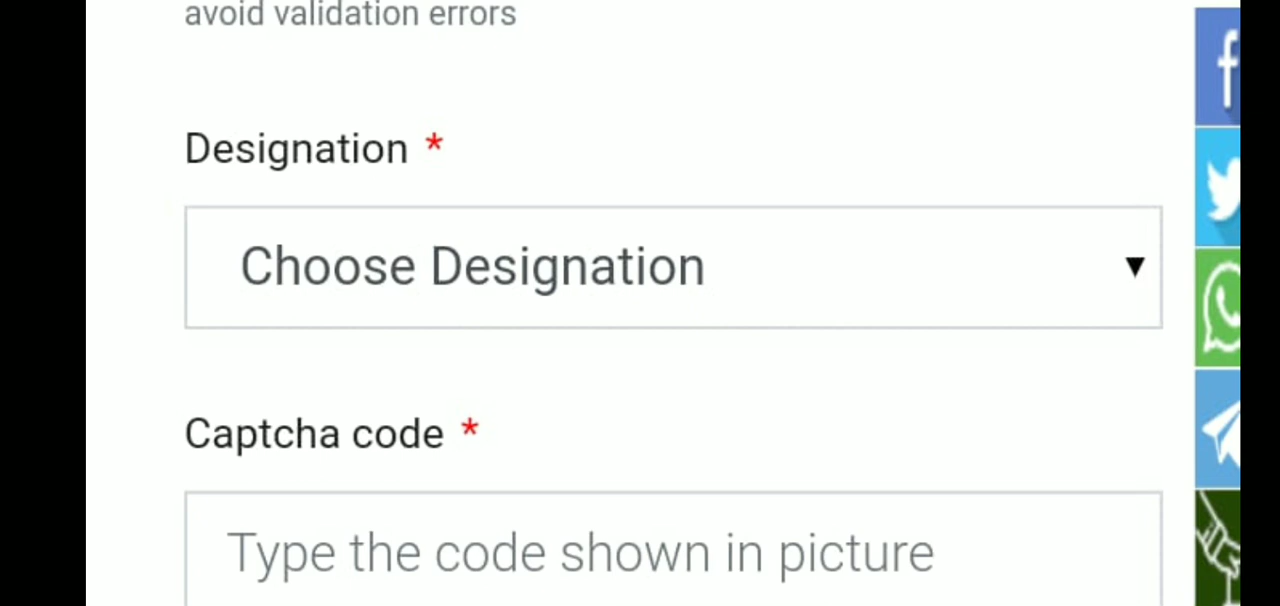 avoid validation errors
Designation *
Choose Designation
Captcha code *
Type the code shown in picture